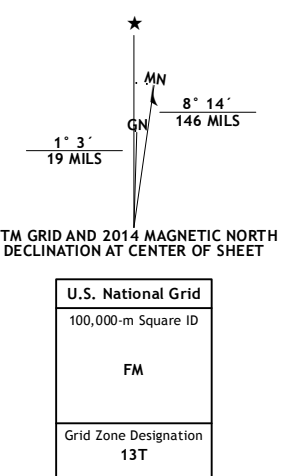 ★
MN
GN
8° 14´
146 MILS
1° 3´
19 MILS
TM GRID AND 2014 MAGNETIC NORTH
DECLINATION AT CENTER OF SHEET
U.S. National Grid
100,000-m Square ID
FM
Grid Zone Designation
13T